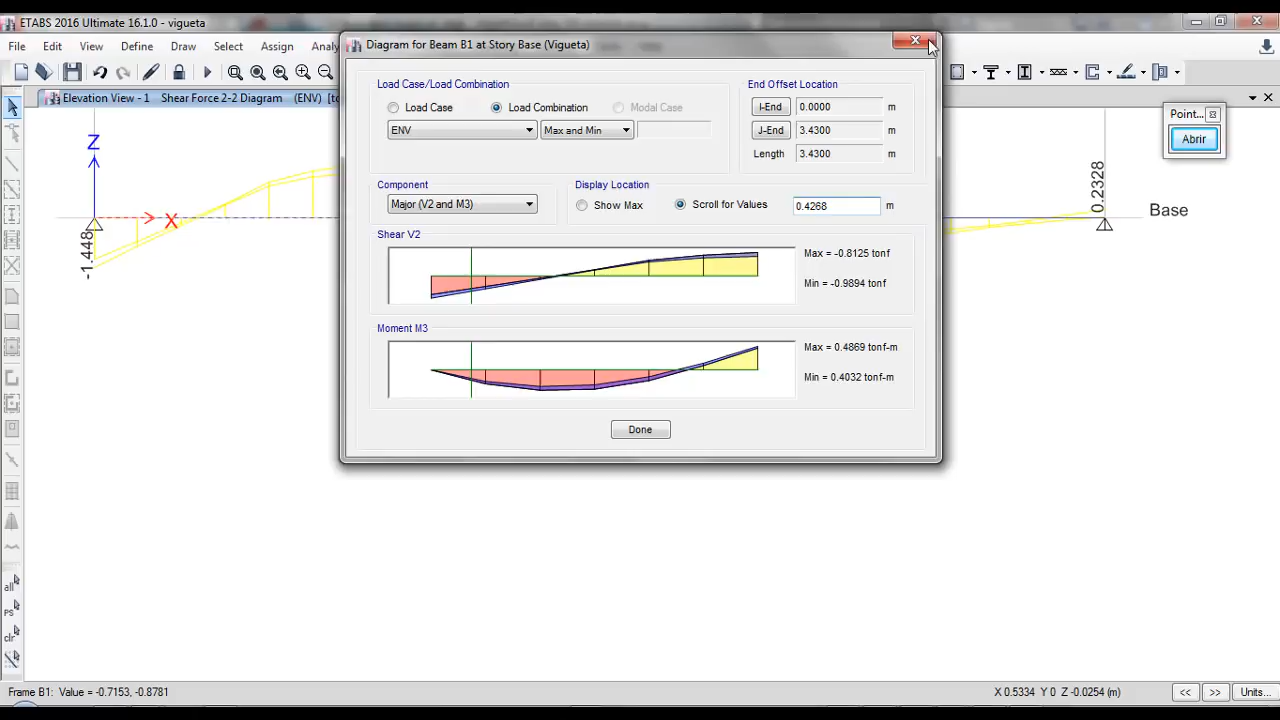 ETABS 2016 Ultimate 16.1.0 - vigueta
File Edit View Define Draw Select Assign Analy
Elevation View - 1 Shear Force 2-2 Diagram (ENV)
Diagram for Beam B1 at Story Base (Vigueta)
Load Case/Load Combination
Load Case
Load Combination
Modal Case
ENV
Max and Min
End Offset Location
I-End 0.0000 m
J-End 3.4300 m
Length 3.4300 m
Component
Major (V2 and M3)
Display Location
Show Max
Scroll for Values
0.4268 m
Shear V2
Max = -0.8125 tonf
Min = -0.9894 tonf
Moment M3
Max = 0.4869 tonf-m
Min = 0.4032 tonf-m
Done
Point...
Abrir
Z
X
-1.448
0.2328
Base
all
PS
clr
Frame B1: Value = -0.7153, -0.8781
X 0.5334 Y 0 Z -0.0254 (m)
<< >> Units...